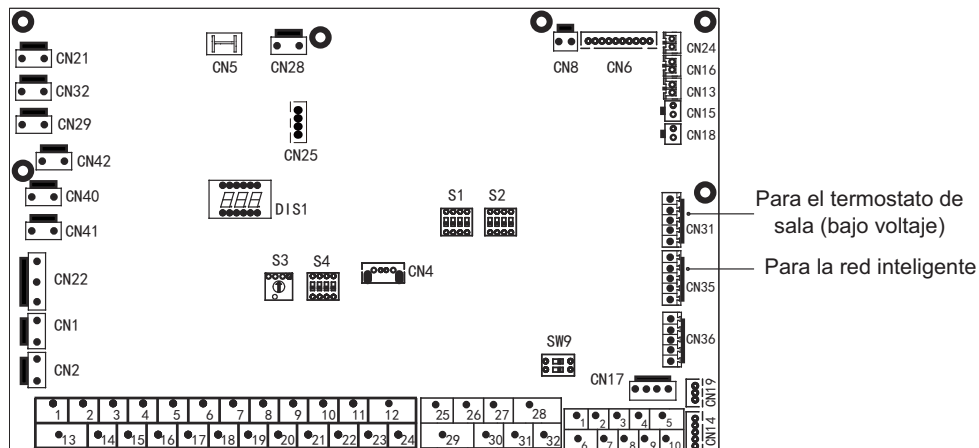 CN21
CN32
CN29
CN42
CN40
CN41
CN22
CN1
CN2
CN5
CN28
CN25
DIS1
S3 S4
CN4
S1 S2
CN8 CN6
CN24
CN16
CN13
CN15
CN18
CN31
Para el termostato de
sala (bajo voltaje)
CN35
Para la red inteligente
CN36
SW9
CN17
CN19
CN14
1 2 3 4 5 6 7 8 9 10 11 12
13 14 15 16 17 18 19 20 21 22 23 24
25 26 27 28
29 30 31 32
1 2 3 4 5
6 7 8 9 10